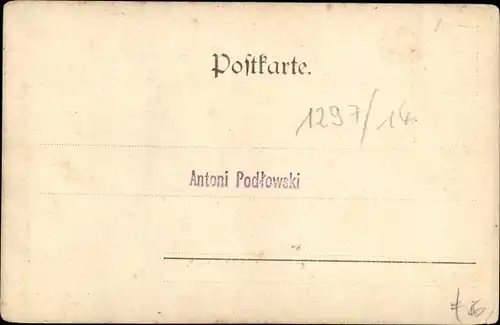 Postkarte.
1297/14
Antoni Podłowski